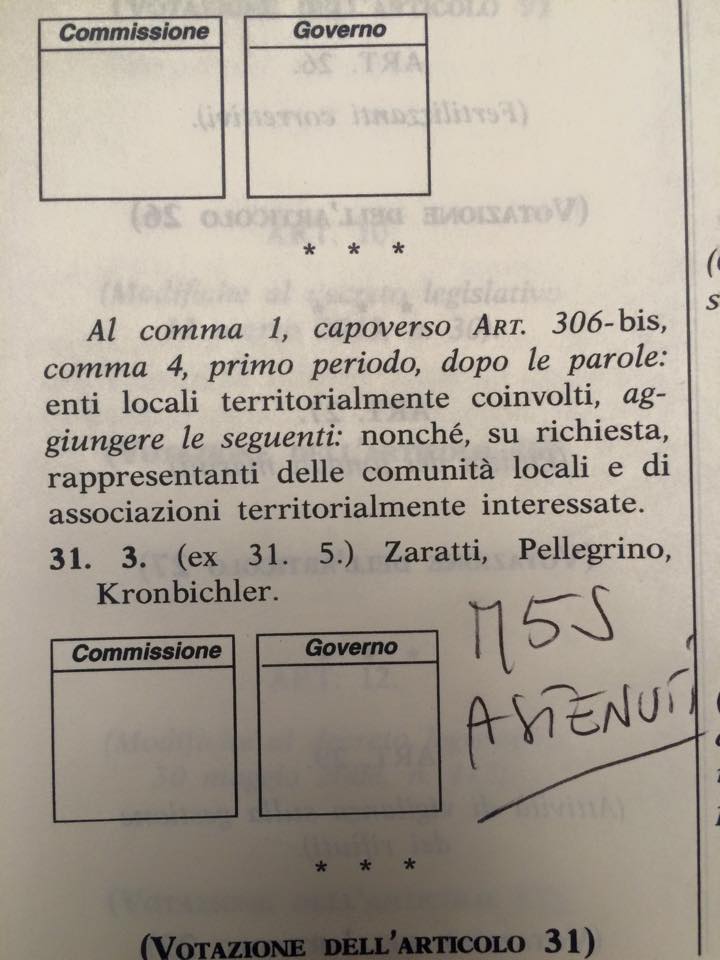 Commissione Governo
* * *
Al comma 1, capoverso ART. 306-bis,
comma 4, primo periodo, dopo le parole:
enti locali territorialmente coinvolti, ag-
giungere le seguenti: nonché, su richiesta,
rappresentanti delle comunità locali e di
associazioni territorialmente interessate.
31. 3. (ex 31. 5.) Zaratti, Pellegrino,
Kronbichler.
M5S
ASTENUTI
Commissione Governo
* * *
(VOTAZIONE DELL'ARTICOLO 31)